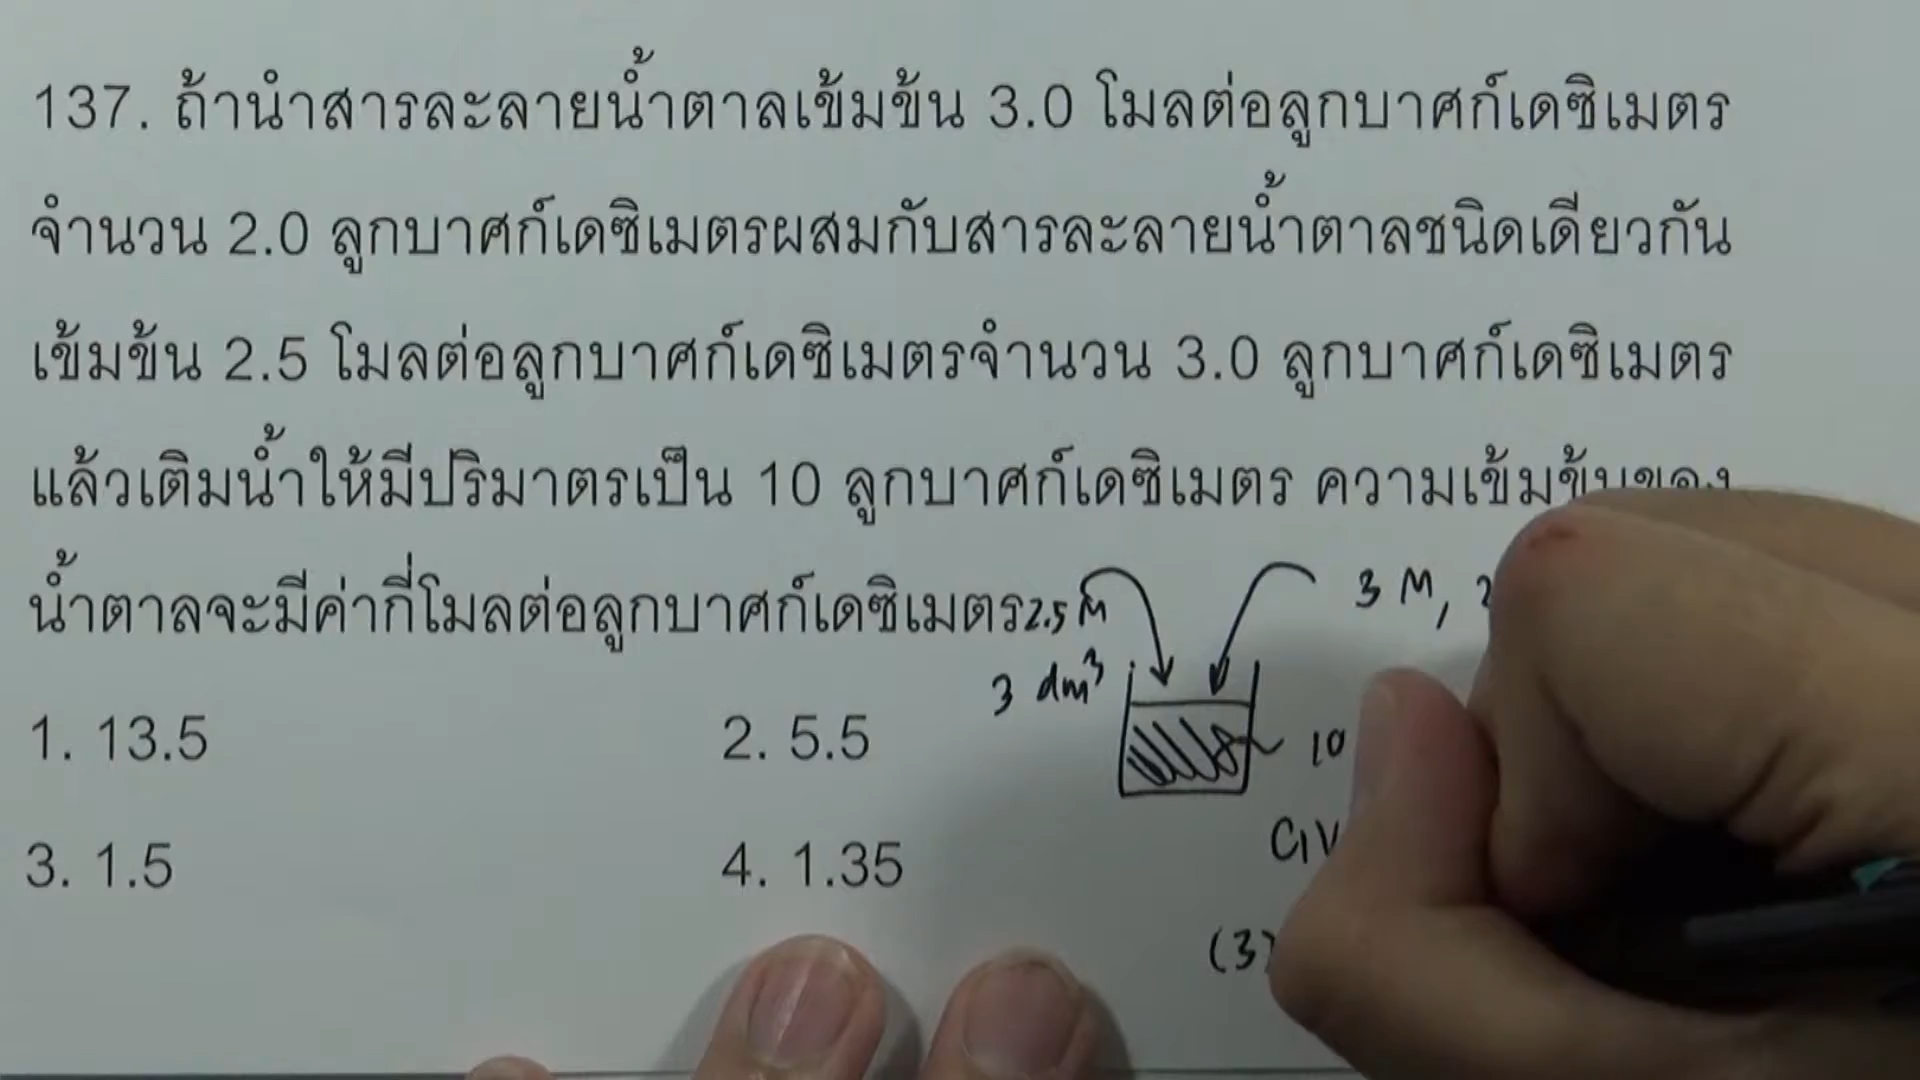 137. ถ้านำสารละลายน้ำตาลเข้มข้น 3.0 โมลต่อลูกบาศก์เดซิเมตร
จำนวน 2.0 ลูกบาศก์เดซิเมตรผสมกับสารละลายน้ำตาลชนิดเดียวกัน
เข้มข้น 2.5 โมลต่อลูกบาศก์เดซิเมตรจำนวน 3.0 ลูกบาศก์เดซิเมตร
แล้วเติมน้ำให้มีปริมาตรเป็น 10 ลูกบาศก์เดซิเมตร ความเข้มข้นของ
น้ำตาลจะมีค่ากี่โมลต่อลูกบาศก์เดซิเมตร
2.5 M
3 M,
3 dm³
1. 13.5
2. 5.5
10
C1V
3. 1.5
4. 1.35
(3)